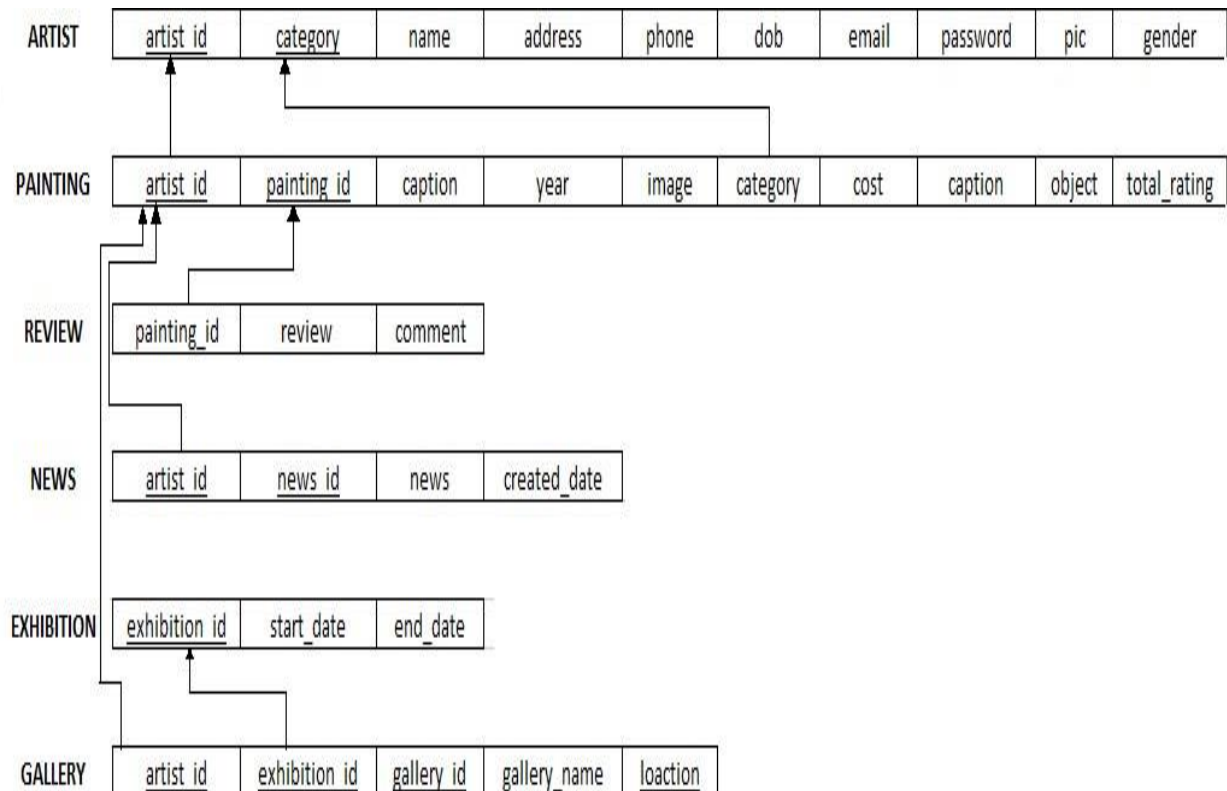 ARTIST artist_id category name address phone dob email password pic gender
PAINTING artist_id painting_id caption year image category cost caption object total_rating
REVIEW painting_id review comment
NEWS artist_id news_id news created_date
EXHIBITION exhibition_id start_date end_date
GALLERY artist_id exhibition_id gallery_id gallery_name loaction